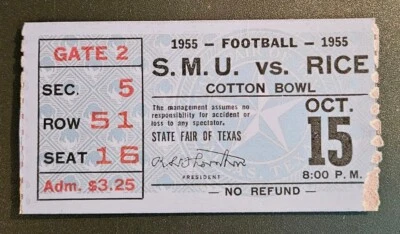 GATE 2
SEC. 5
ROW 51
SEAT 16
Adm. $3.25
1955 — FOOTBALL — 1955
S.M.U. vs. RICE
COTTON BOWL
The management assumes no
responsibility for accident or
loss to any spectator.
STATE FAIR OF TEXAS
PRESIDENT
OCT.
15
8:00 P.M.
— NO REFUND —